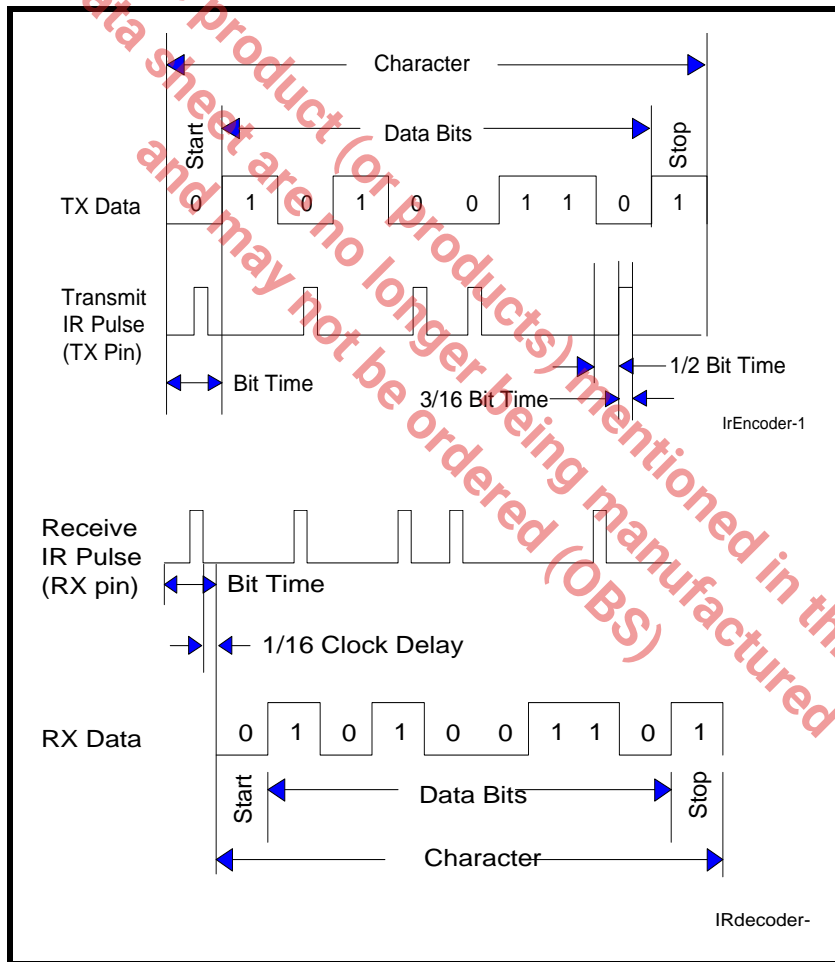 Character
Start
Data Bits
Stop
TX Data
0 1 0 1 0 0 1 1 0 1
Transmit
IR Pulse
(TX Pin)
Bit Time
1/2 Bit Time
3/16 Bit Time
IrEncoder-1
Receive
IR Pulse
(RX pin)
Bit Time
1/16 Clock Delay
RX Data
0 1 0 1 0 0 1 1 0 1
Start
Data Bits
Stop
Character
IRdecoder-
product (or products) mentioned in
data sheet are no longer being manufactured
and may not be ordered (OBS)